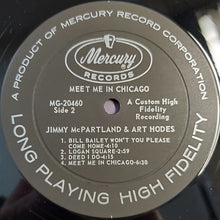 A PRODUCT OF MERCURY RECORD CORPORATION
Mercury
RECORDS
MEET ME IN CHICAGO
MG-20460
Side 2
A Custom High
Fidelity
Recording
JIMMY McPARTLAND & ART HODES
1. BILL BAILEY WON'T YOU PLEASE
COME HOME-4:10
2. LOGAN SQUARE-2:59
3. DEED I DO-4:15
4. MEET ME IN CHICAGO-6:30
LONG PLAYING HIGH FIDELITY